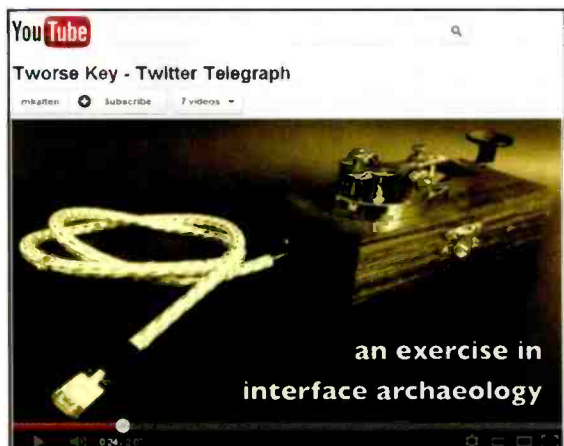 YouTube
Tworse Key - Twitter Telegraph
mkalten Subscribe 7 videos
an exercise in
interface archaeology